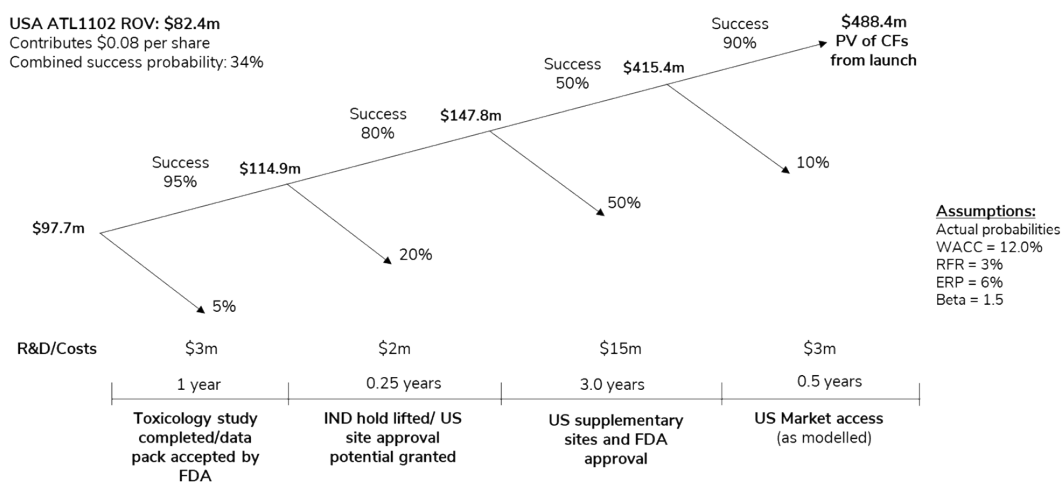 USA ATL1102 ROV: $82.4m
Contributes $0.08 per share
Combined success probability: 34%
$488.4m
PV of CFs
from launch
Success
90%
Success
50%
$415.4m
Success
80%
$147.8m
Success
95%
$114.9m
$97.7m
10%
50%
20%
5%
Assumptions:
Actual probabilities
WACC = 12.0%
RFR = 3%
ERP = 6%
Beta = 1.5
R&D/Costs
$3m
$2m
$15m
$3m
1 year
0.25 years
3.0 years
0.5 years
Toxicology study
completed/data
pack accepted by
FDA
IND hold lifted/ US
site approval
potential granted
US supplementary
sites and FDA
approval
US Market access
(as modelled)